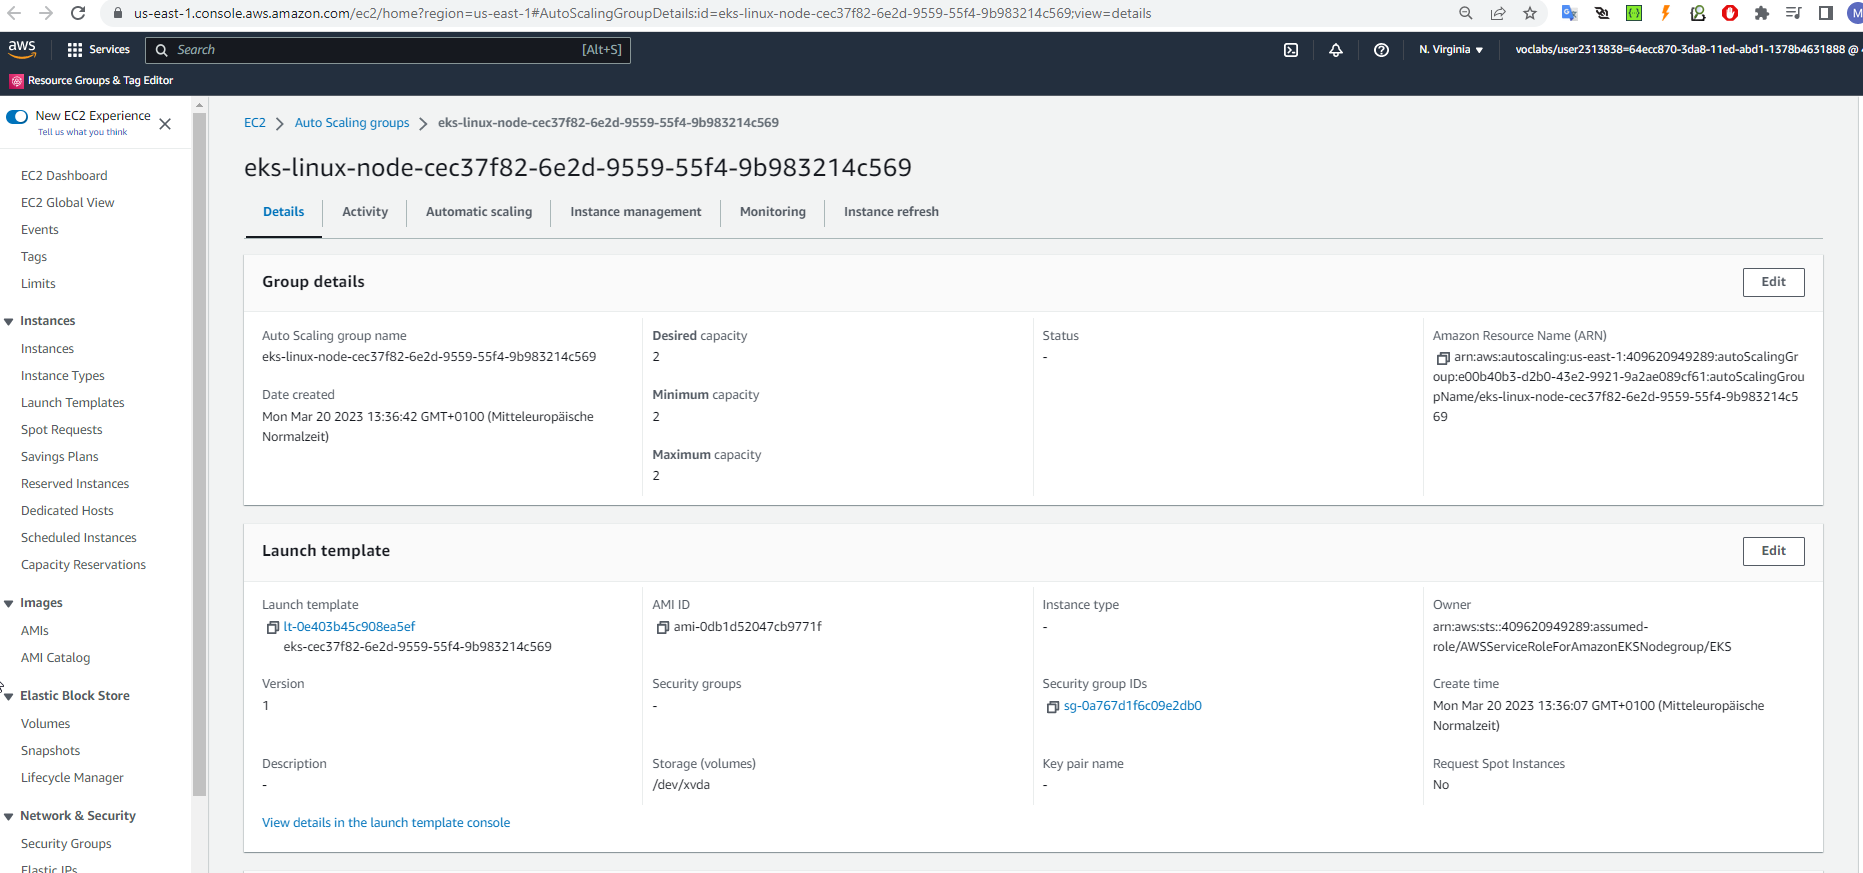 us-east-1.console.aws.amazon.com/ec2/home?region=us-east-1#AutoScalingGroupDetails:id=eks-linux-node-cec37f82-6e2d-9559-55f4-9b983214c569;view=details
aws
Services
Search
[Alt+S]
N. Virginia
voclabs/user2313838=64ecc870-3da8-11ed-abd1-1378b4631888 @
Resource Groups & Tag Editor
New EC2 Experience
Tell us what you think
EC2 Dashboard
EC2 Global View
Events
Tags
Limits
Instances
Instances
Instance Types
Launch Templates
Spot Requests
Savings Plans
Reserved Instances
Dedicated Hosts
Scheduled Instances
Capacity Reservations
Images
AMIs
AMI Catalog
Elastic Block Store
Volumes
Snapshots
Lifecycle Manager
Network & Security
Security Groups
Elastic IPs
EC2
Auto Scaling groups
eks-linux-node-cec37f82-6e2d-9559-55f4-9b983214c569
eks-linux-node-cec37f82-6e2d-9559-55f4-9b983214c569
Details
Activity
Automatic scaling
Instance management
Monitoring
Instance refresh
Group details
Edit
Auto Scaling group name
eks-linux-node-cec37f82-6e2d-9559-55f4-9b983214c569
Date created
Mon Mar 20 2023 13:36:42 GMT+0100 (Mitteleuropäische
Normalzeit)
Desired capacity
2
Minimum capacity
2
Maximum capacity
2
Status
-
Amazon Resource Name (ARN)
arn:aws:autoscaling:us-east-1:409620949289:autoScalingGr
oup:e00b40b3-d2b0-43e2-9921-9a2ae089cf61:autoScalingGrou
pName/eks-linux-node-cec37f82-6e2d-9559-55f4-9b983214c5
69
Launch template
Edit
Launch template
lt-0e403b45c908ea5ef
eks-cec37f82-6e2d-9559-55f4-9b983214c569
AMI ID
ami-0db1d52047cb9771f
Instance type
-
Owner
arn:aws:sts::409620949289:assumed-
role/AWSServiceRoleForAmazonEKSNodegroup/EKS
Version
1
Security groups
-
Security group IDs
sg-0a767d1f6c09e2db0
Create time
Mon Mar 20 2023 13:36:07 GMT+0100 (Mitteleuropäische
Normalzeit)
Description
-
Storage (volumes)
/dev/xvda
Key pair name
-
Request Spot Instances
No
View details in the launch template console